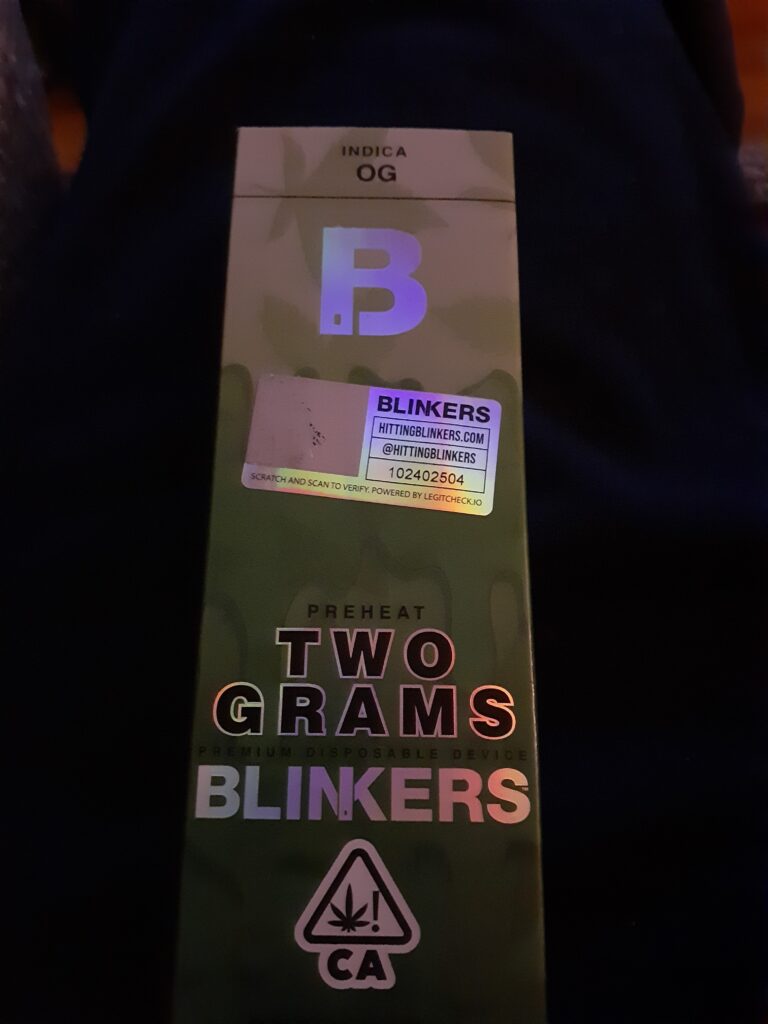 INDICA
OG
B
BLINKERS
HITTINGBLINKERS.COM
@HITTINGBLINKERS
102402504
SCRATCH AND SCAN TO VERIFY. POWERED BY LEGITCHECK.IO
PREHEAT
TWO
GRAMS
PREMIUM DISPOSABLE DEVICE
BLINKERS™
!
CA